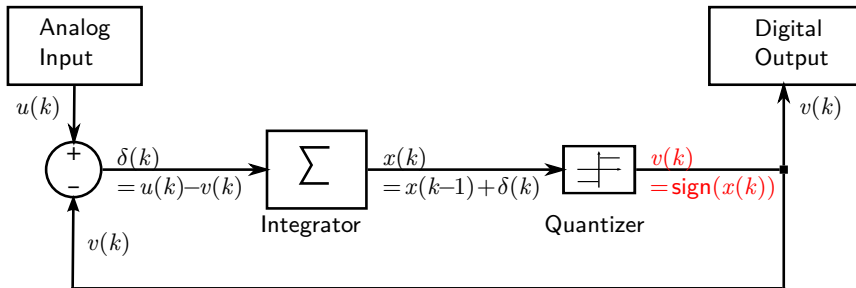 Analog
Input
Digital
Output
u(k)
v(k)
+
δ(k)
= u(k)−v(k)
−
∑
x(k)
= x(k−1)+δ(k)
v(k)
= sign(x(k))
Integrator
Quantizer
v(k)